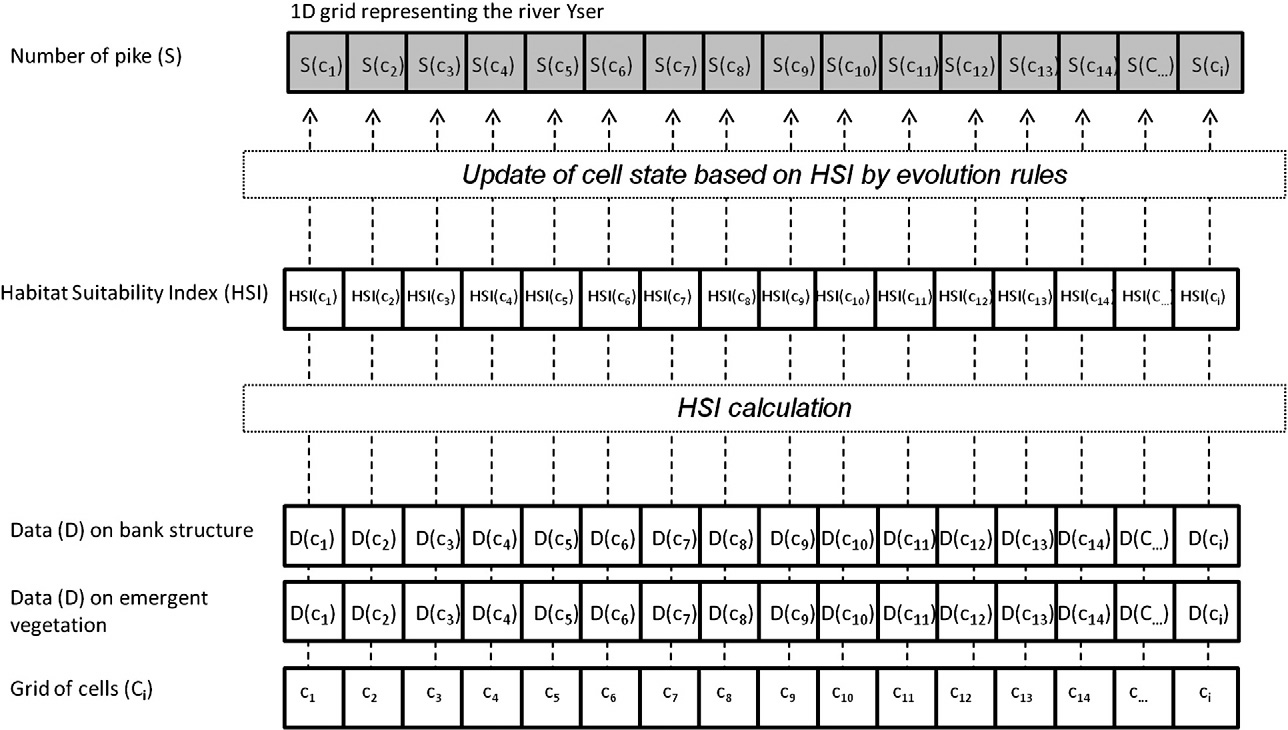 1D grid representing the river Yser
Number of pike (S)
S(c₁) S(c₂) S(c₃) S(c₄) S(c₅) S(c₆) S(c₇) S(c₈) S(c₉) S(c₁₀) S(c₁₁) S(c₁₂) S(c₁₃) S(c₁₄) S(C...) S(cᵢ)
Update of cell state based on HSI by evolution rules
Habitat Suitability Index (HSI)
HSI(c₁) HSI(c₂) HSI(c₃) HSI(c₄) HSI(c₅) HSI(c₆) HSI(c₇) HSI(c₈) HSI(c₉) HSI(c₁₀) HSI(c₁₁) HSI(c₁₂) HSI(c₁₃) HSI(c₁₄) HSI(C...) HSI(cᵢ)
HSI calculation
Data (D) on bank structure
D(c₁) D(c₂) D(c₃) D(c₄) D(c₅) D(c₆) D(c₇) D(c₈) D(c₉) D(c₁₀) D(c₁₁) D(c₁₂) D(c₁₃) D(c₁₄) D(C...) D(cᵢ)
Data (D) on emergent
vegetation
D(c₁) D(c₂) D(c₃) D(c₄) D(c₅) D(c₆) D(c₇) D(c₈) D(c₉) D(c₁₀) D(c₁₁) D(c₁₂) D(c₁₃) D(c₁₄) D(C...) D(cᵢ)
Grid of cells (Cᵢ)
c₁ c₂ c₃ c₄ c₅ c₆ c₇ c₈ c₉ c₁₀ c₁₁ c₁₂ c₁₃ c₁₄ c... cᵢ